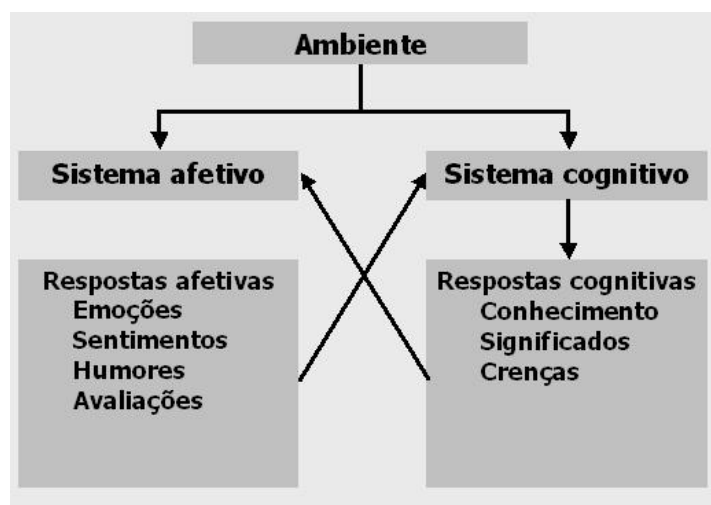 Ambiente
Sistema afetivo
Sistema cognitivo
Respostas afetivas
Emoções
Sentimentos
Humores
Avaliações
Respostas cognitivas
Conhecimento
Significados
Crenças